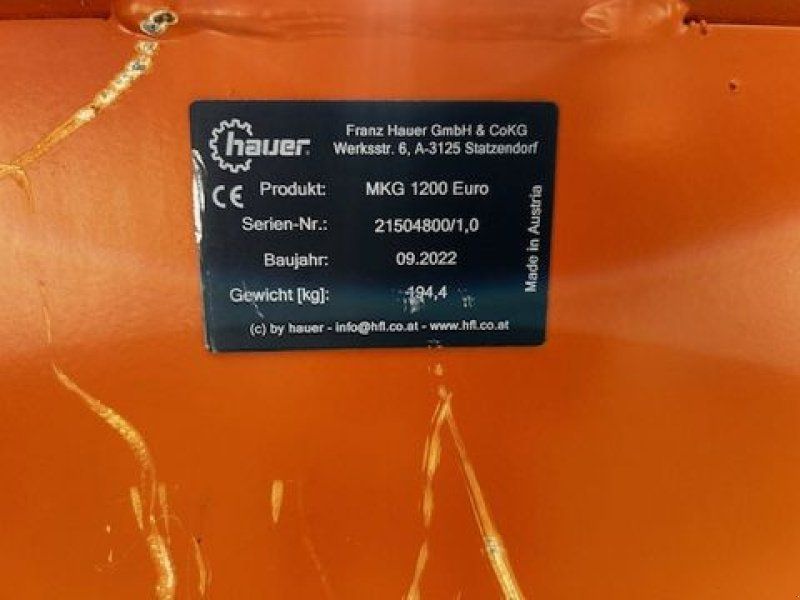 hauer®
Franz Hauer GmbH & CoKG
Werksstr. 6, A-3125 Statzendorf
CE
Produkt: MKG 1200 Euro
Serien-Nr.: 21504800/1,0
Baujahr: 09.2022
Gewicht [kg]: 194,4
(c) by hauer - info@hfl.co.at - www.hfl.co.at
Made in Austria